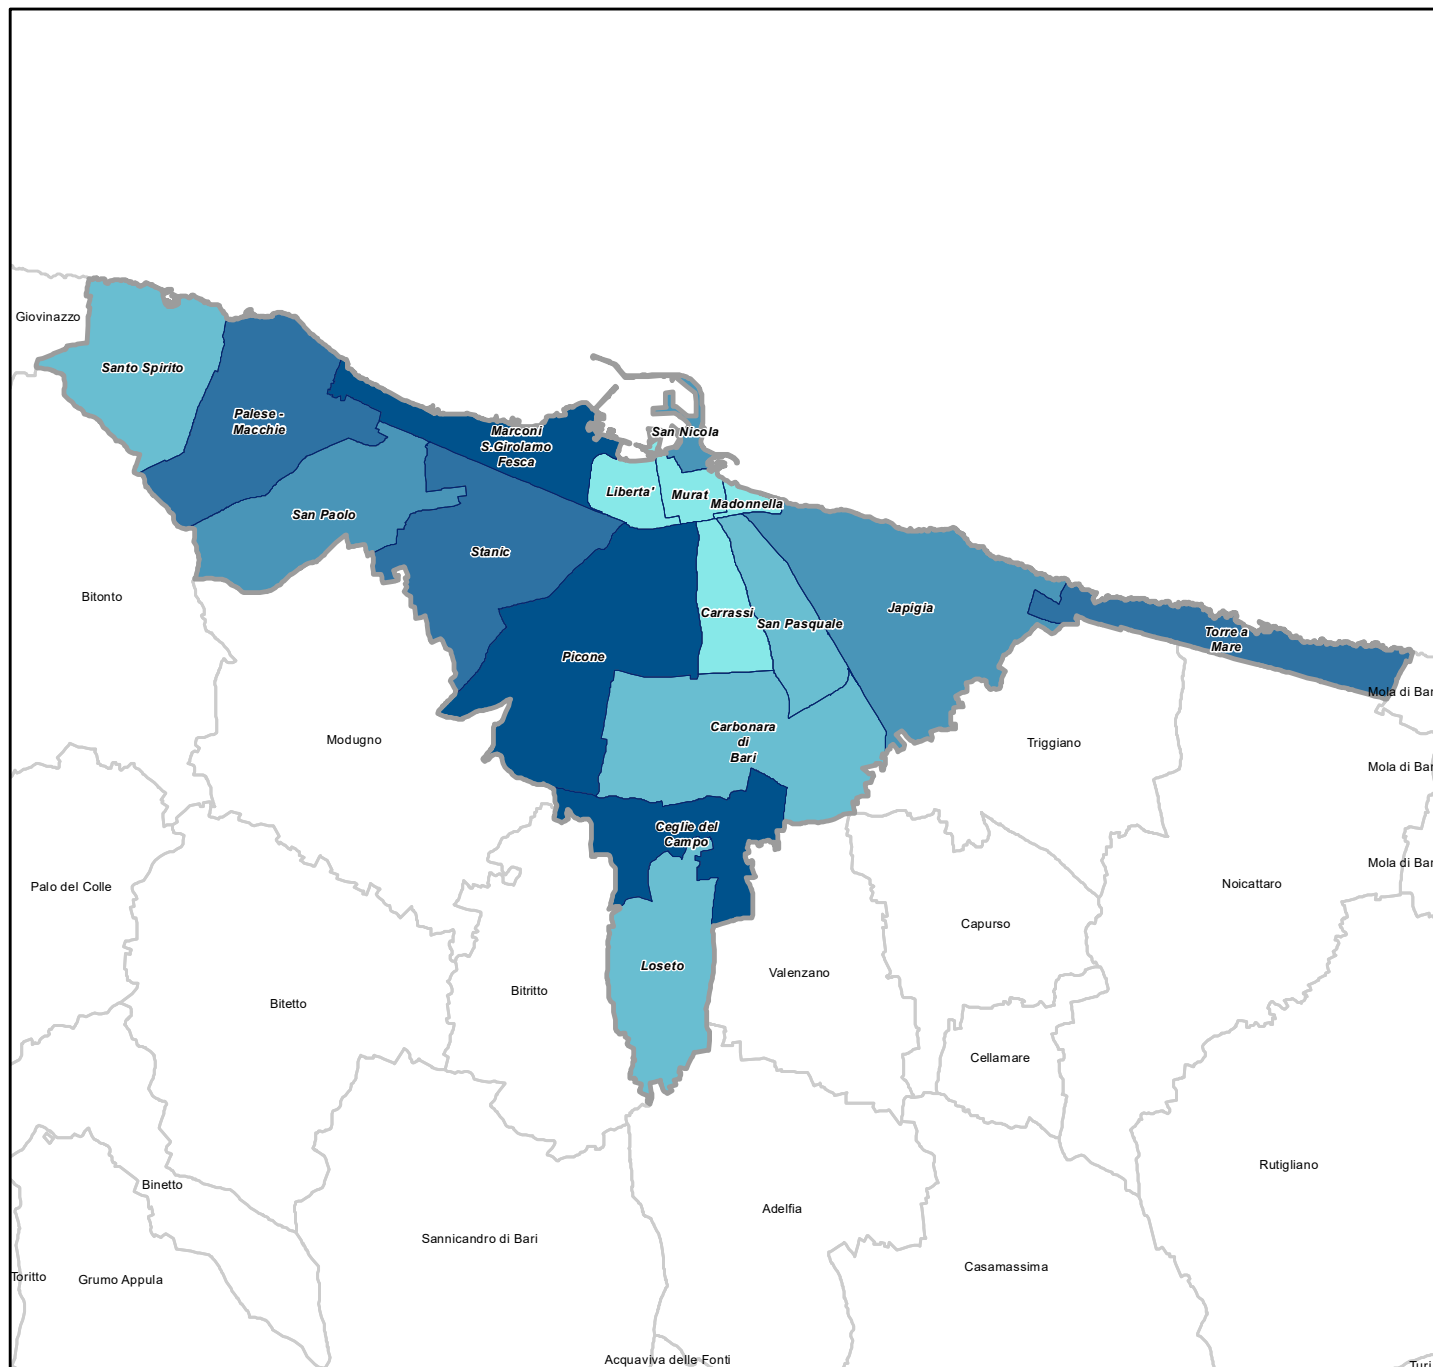 Giovinazzo
Santo Spirito
Palese -
Macchie
Marconi
S.Girolamo
Fesca
San Nicola
Liberta'
Murat
Madonnella
San Paolo
Stanic
Bitonto
Carrassi
San Pasquale
Japigia
Torre a
Mare
Picone
Mola di Bar
Modugno
Carbonara
di
Bari
Triggiano
Mola di Bar
Ceglie del
Campo
Mola di Bar
Palo del Colle
Noicattaro
Capurso
Loseto
Valenzano
Bitetto
Bitritto
Cellamare
Rutigliano
Binetto
Adelfia
Sannicandro di Bari
Casamassima
Toritto
Grumo Appula
Acquaviva delle Fonti
Turi